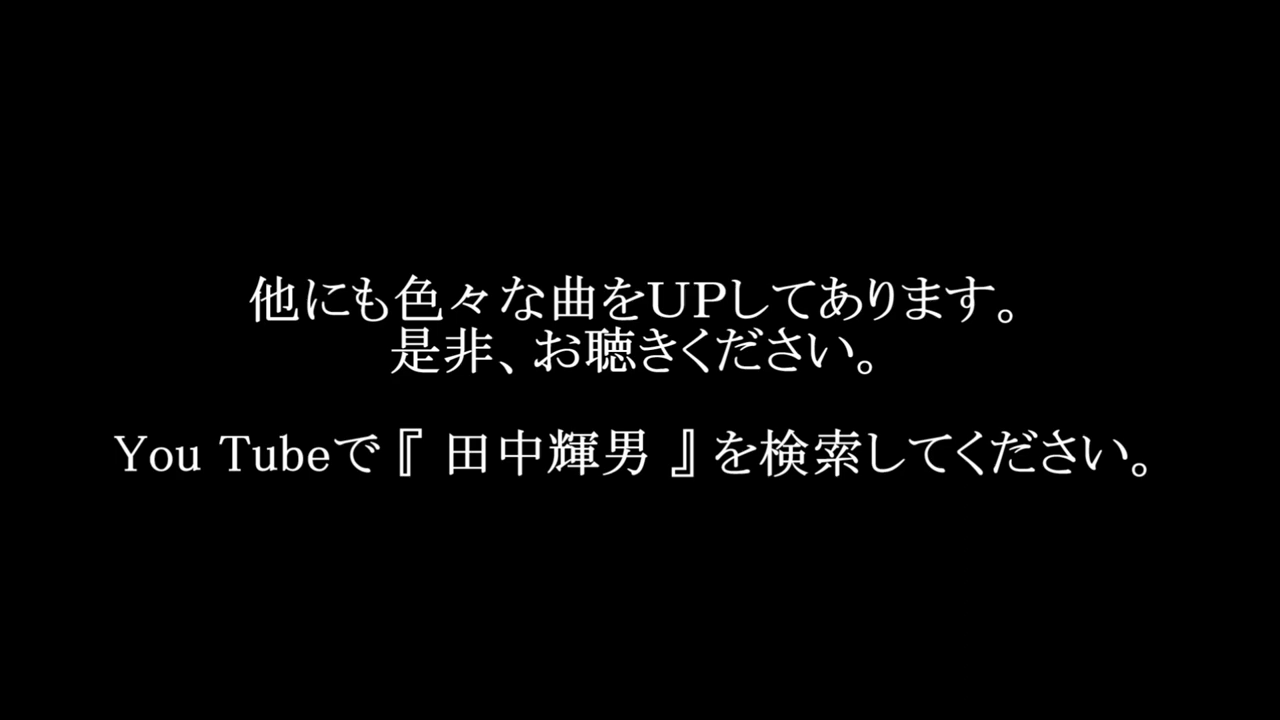 他にも色々な曲をUPしてあります。
是非、お聴きください。
You Tubeで『 田中輝男 』を検索してください。